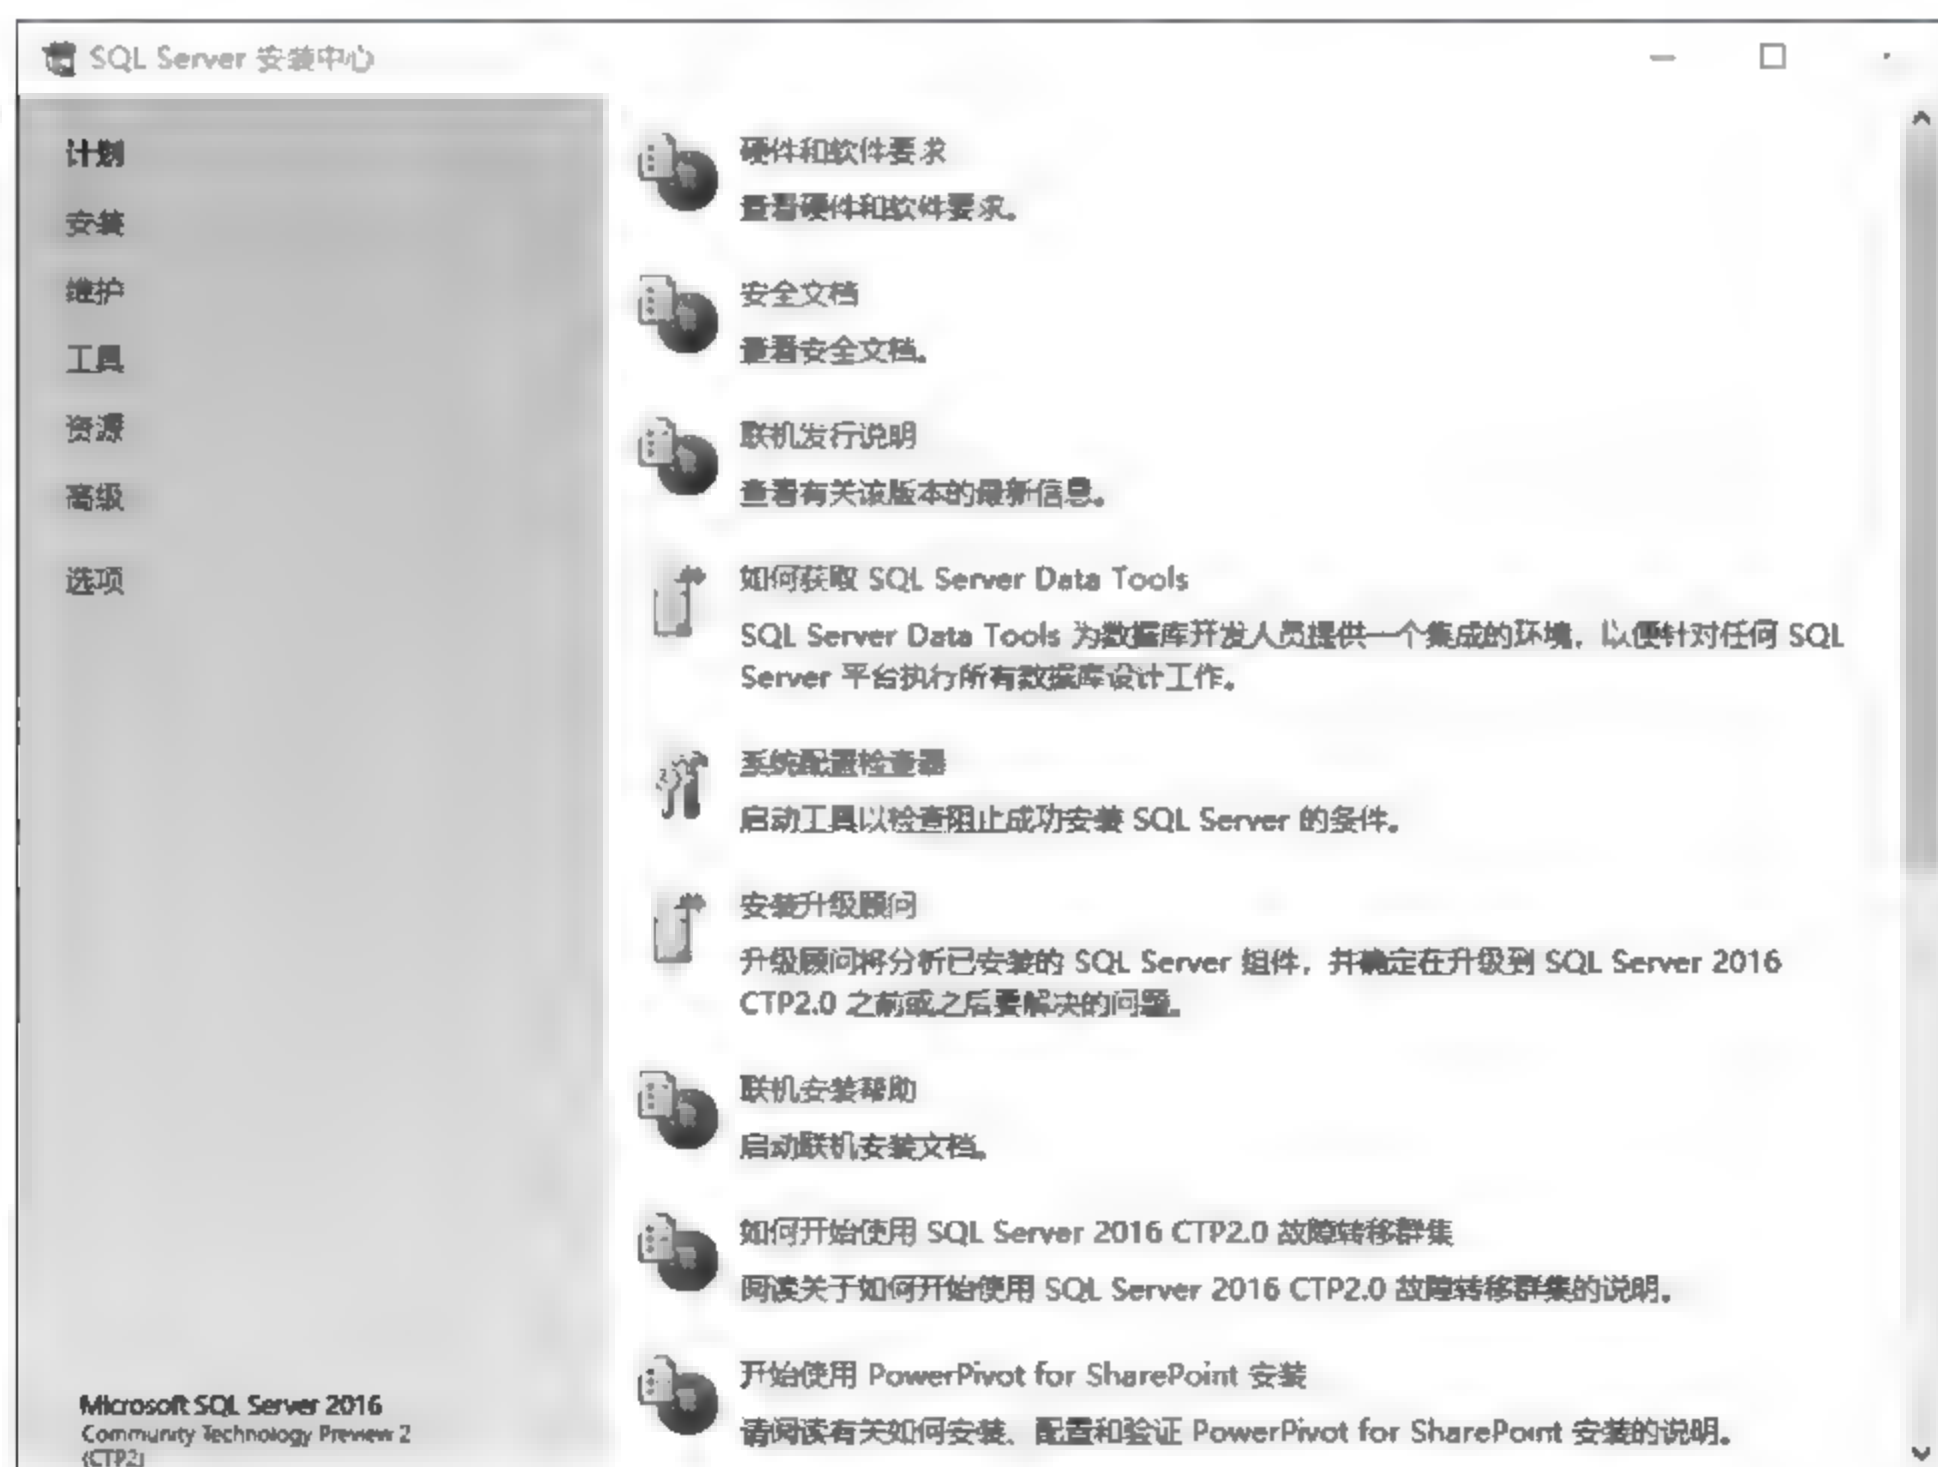 SQL Server 安装中心
计划
安装
维护
工具
资源
高级
选项
Microsoft SQL Server 2016
Community Technology Preview 2
(CTP2)
硬件和软件要求
查看硬件和软件要求。
安全文档
查看安全文档。
联机发行说明
查看有关该版本的最新信息。
如何获取 SQL Server Data Tools
SQL Server Data Tools 为数据库开发人员提供一个集成的环境，以便针对任何 SQL
Server 平台执行所有数据库设计工作。
系统配置检查器
启动工具以检查阻止成功安装 SQL Server 的条件。
安装升级顾问
升级顾问将分析已安装的 SQL Server 组件，并确定在升级到 SQL Server 2016
CTP2.0 之前或之后要解决的问题。
联机安装帮助
启动联机安装文档。
如何开始使用 SQL Server 2016 CTP2.0 故障转移群集
阅读关于如何开始使用 SQL Server 2016 CTP2.0 故障转移群集的说明。
开始使用 PowerPivot for SharePoint 安装
请阅读有关如何安装、配置和验证 PowerPivot for SharePoint 安装的说明。